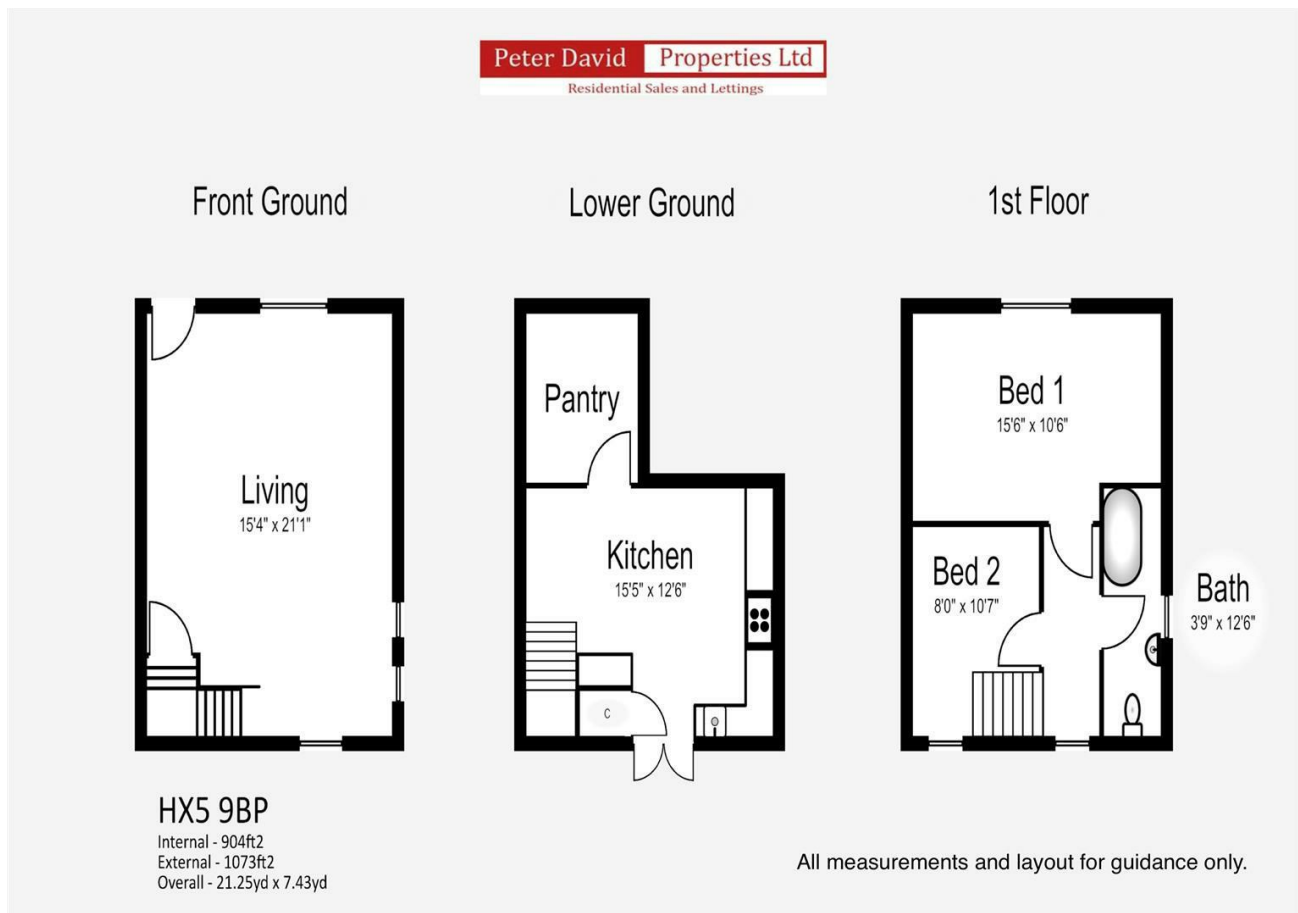 Peter David Properties Ltd
Residential Sales and Lettings
Front Ground
Lower Ground
1st Floor
Living
15'4" x 21'1"
Pantry
Kitchen
15'5" x 12'6"
C
Bed 1
15'6" x 10'6"
Bed 2
8'0" x 10'7"
Bath
3'9" x 12'6"
HX5 9BP
Internal - 904ft2
External - 1073ft2
Overall - 21.25yd x 7.43yd
All measurements and layout for guidance only.